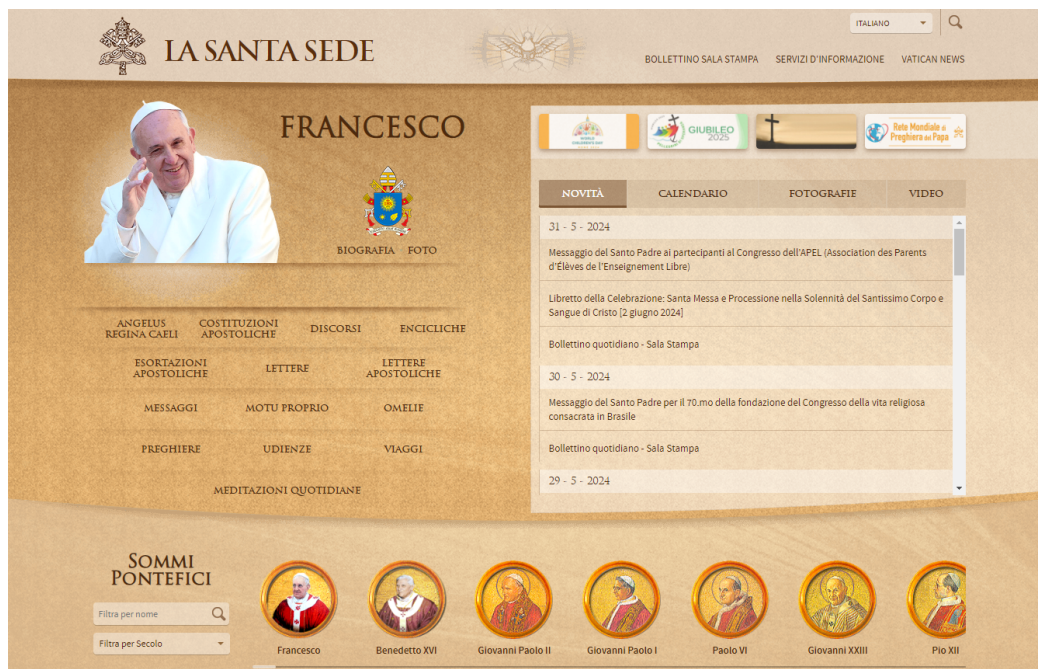 ITALIANO
LA SANTA SEDE
BOLLETTINO SALA STAMPA SERVIZI D'INFORMAZIONE VATICAN NEWS
FRANCESCO
BIOGRAFIA FOTO
ANGELUS
REGINA CAELI
COSTITUZIONI
APOSTOLICHE
DISCORSI
ENCICLICHE
ESORTAZIONI
APOSTOLICHE
LETTERE
LETTERE
APOSTOLICHE
MESSAGGI
MOTU PROPRIO
OMELIE
PREGHIERE
UDIENZE
VIAGGI
MEDITAZIONI QUOTIDIANE
GIUBILEO
2025
Rete Mondiale di
Preghiera del Papa
NOVITÀ CALENDARIO FOTOGRAFIE VIDEO
31 - 5 - 2024
Messaggio del Santo Padre ai partecipanti al Congresso dell'APEL (Association des Parents
d'Élèves de l'Enseignement Libre)
Libretto della Celebrazione: Santa Messa e Processione nella Solennità del Santissimo Corpo e
Sangue di Cristo [2 giugno 2024]
Bollettino quotidiano - Sala Stampa
30 - 5 - 2024
Messaggio del Santo Padre per il 70.mo della fondazione del Congresso della vita religiosa
consacrata in Brasile
Bollettino quotidiano - Sala Stampa
29 - 5 - 2024
SOMMI
PONTEFICI
Filtra per nome
Filtra per Secolo
Francesco Benedetto XVI Giovanni Paolo II Giovanni Paolo I Paolo VI Giovanni XXIII Pio XII